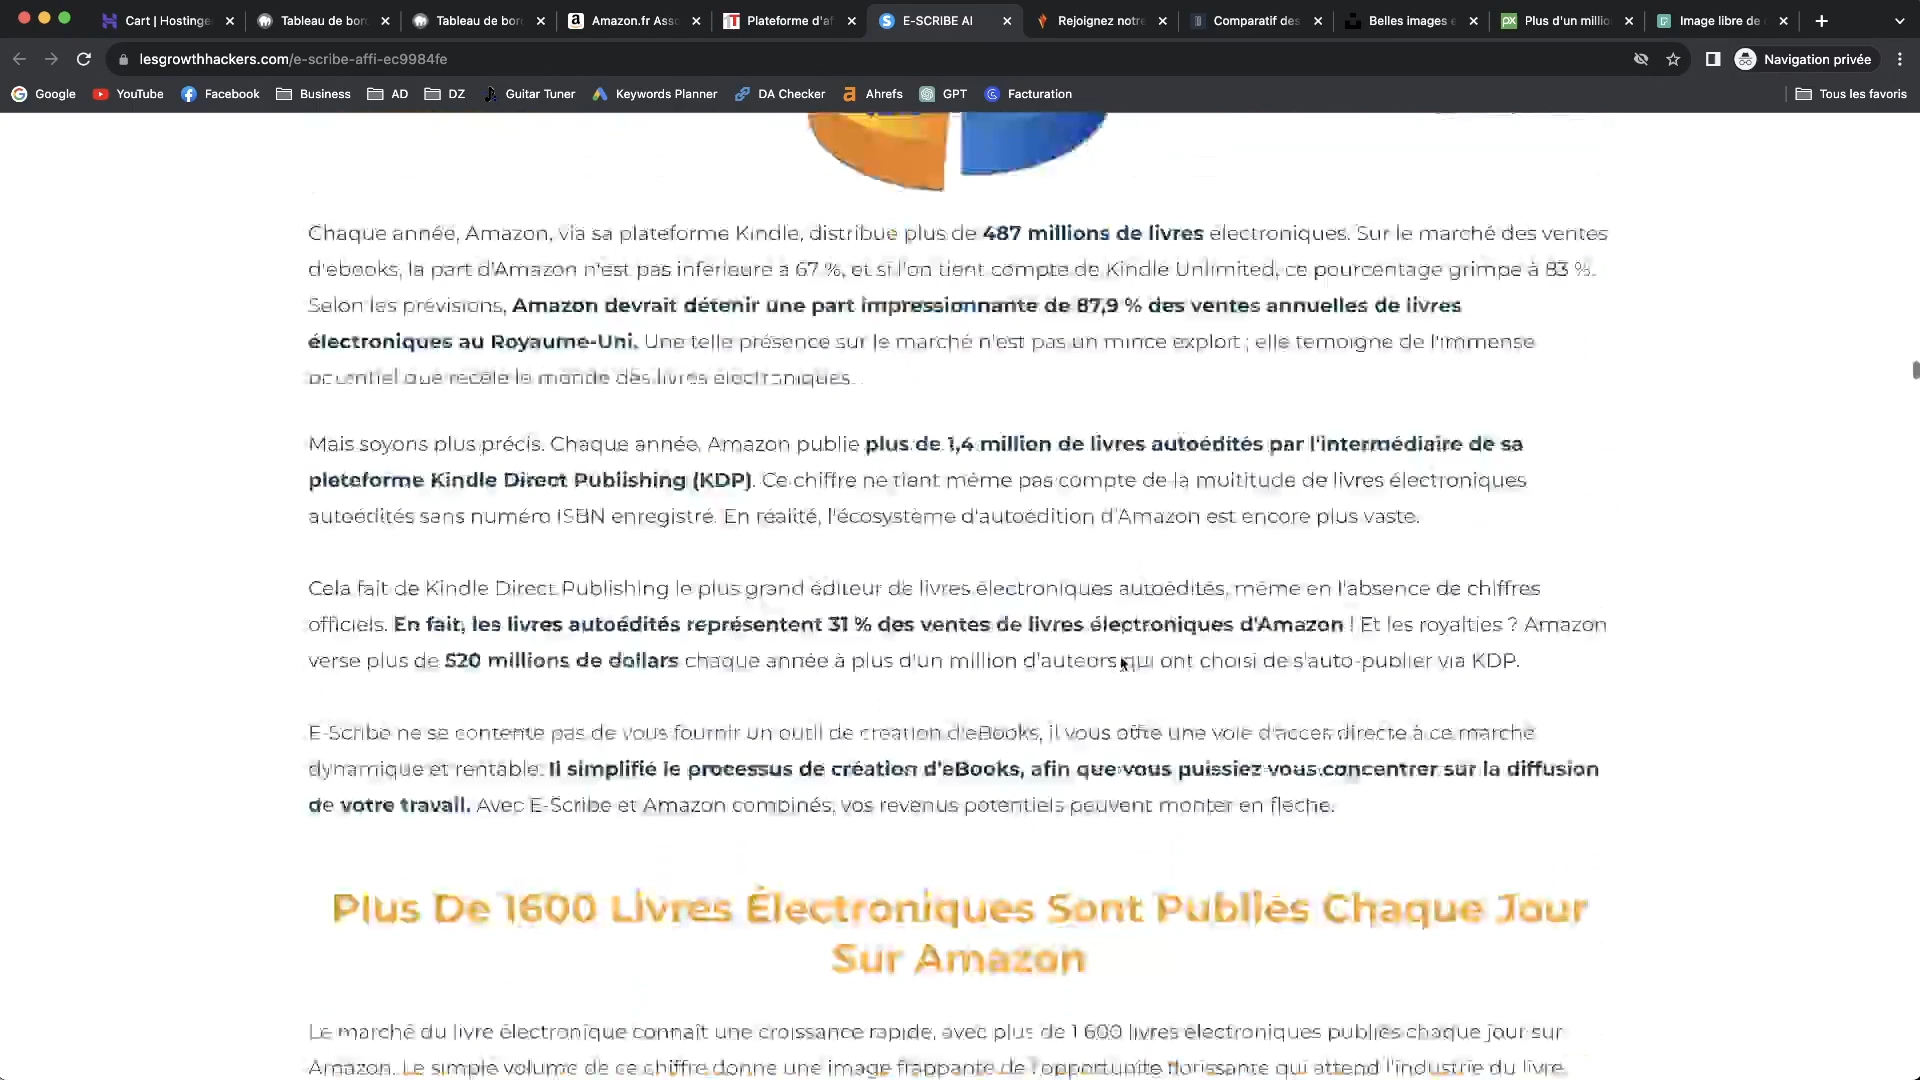 Cart | Hostinge
Tableau de bor
Tableau de bor
Amazon.fr Ass
Plateforme d'af
E-SCRIBE AI
Rejoignez notre
Comparatif des
Belles images e
Plus d'un millio
Image libre de
lesgrowthhackers.com/e-scribe-affi-ec9984fe
Navigation privée
Google
YouTube
Facebook
Business
AD
DZ
Guitar Tuner
Keywords Planner
DA Checker
Ahrefs
GPT
Facturation
Tous les favoris
Chaque année, Amazon, via sa plateforme Kindle, distribue plus de 487 millions de livres électroniques. Sur le marché des ventes
d'ebooks, la part d'Amazon n'est pas inférieure à 67 %, et si l'on tient compte de Kindle Unlimited, ce pourcentage grimpe à 83 %.
Selon les prévisions, Amazon devrait détenir une part impressionnante de 87,9 % des ventes annuelles de livres
électroniques au Royaume-Uni. Une telle présence sur le marché n'est pas un mince exploit ; elle témoigne de l'immense
potentiel que recèle le monde des livres électroniques.
Mais soyons plus précis. Chaque année, Amazon publie plus de 1,4 million de livres autoédités par l'intermédiaire de sa
plateforme Kindle Direct Publishing (KDP). Ce chiffre ne tient même pas compte de la multitude de livres électroniques
autoédités sans numéro ISBN enregistré. En réalité, l'écosystème d'autoédition d'Amazon est encore plus vaste.
Cela fait de Kindle Direct Publishing le plus grand éditeur de livres électroniques autoédités, même en l'absence de chiffres
officiels. En fait, les livres autoédités représentent 31 % des ventes de livres électroniques d'Amazon ! Et les royalties ? Amazon
verse plus de 520 millions de dollars chaque année à plus d'un million d'auteurs qui ont choisi de s'auto-publier via KDP.
E-Scribe ne se contente pas de vous fournir un outil de création d'eBooks, il vous offre une voie d'accès directe à ce marché
dynamique et rentable. Il simplifie le processus de création d'eBooks, afin que vous puissiez vous concentrer sur la diffusion
de votre travail. Avec E-Scribe et Amazon combinés, vos revenus potentiels peuvent monter en flèche.
Plus De 1600 Livres Électroniques Sont Publiés Chaque Jour
Sur Amazon
Le marché du livre électronique connaît une croissance rapide, avec plus de 1 600 livres électroniques publiés chaque jour sur
Amazon. Le simple volume de ce chiffre donne une image frappante de l'opportunité florissante qui attend l'industrie du livre